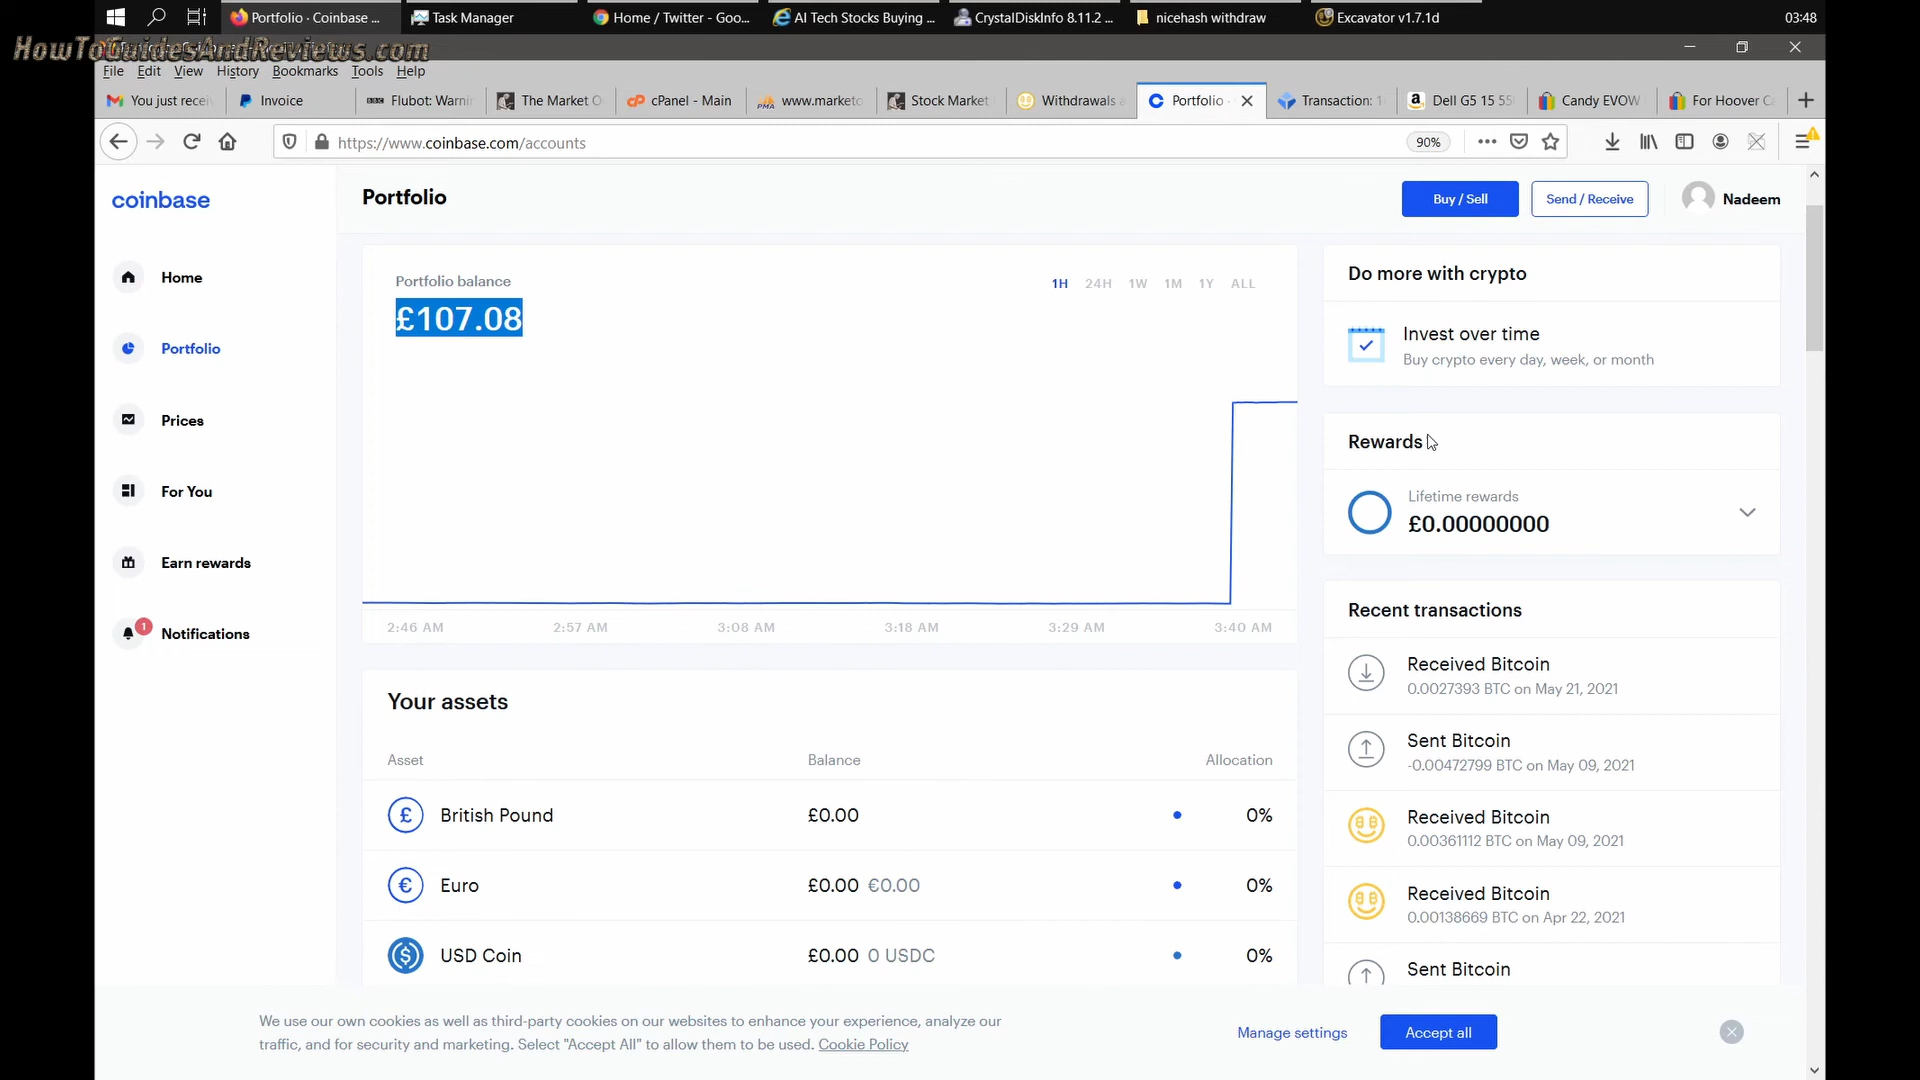 Portfolio · Coinbase ...
Task Manager
Home / Twitter - Goo...
AI Tech Stocks Buying ...
CrystalDiskInfo 8.11.2 ...
nicehash withdraw
Excavator v1.7.1d
03:48
HowToGuidesAndReviews.com
File Edit View History Bookmarks Tools Help
You just recei
Invoice
BBC Flubot: Warni
The Market O
cPanel - Main
PMA www.marketo
Stock Market
Withdrawals a
Portfolio
Transaction: 1
Dell G5 15 55
Candy EVOW
For Hoover Ca
https://www.coinbase.com/accounts
90%
coinbase
Home
Portfolio
Prices
For You
Earn rewards
1
Notifications
Portfolio
Buy / Sell
Send / Receive
Nadeem
Portfolio balance
£107.08
1H 24H 1W 1M 1Y ALL
2:46 AM 2:57 AM 3:08 AM 3:18 AM 3:29 AM 3:40 AM
Your assets
Asset Balance Allocation
£ British Pound £0.00 0%
€ Euro £0.00 €0.00 0%
$ USD Coin £0.00 0 USDC 0%
Do more with crypto
Invest over time
Buy crypto every day, week, or month
Rewards
Lifetime rewards
£0.00000000
Recent transactions
Received Bitcoin
0.0027393 BTC on May 21, 2021
Sent Bitcoin
-0.00472799 BTC on May 09, 2021
Received Bitcoin
0.00361112 BTC on May 09, 2021
Received Bitcoin
0.00138669 BTC on Apr 22, 2021
Sent Bitcoin
We use our own cookies as well as third-party cookies on our websites to enhance your experience, analyze our
traffic, and for security and marketing. Select "Accept All" to allow them to be used. Cookie Policy
Manage settings
Accept all